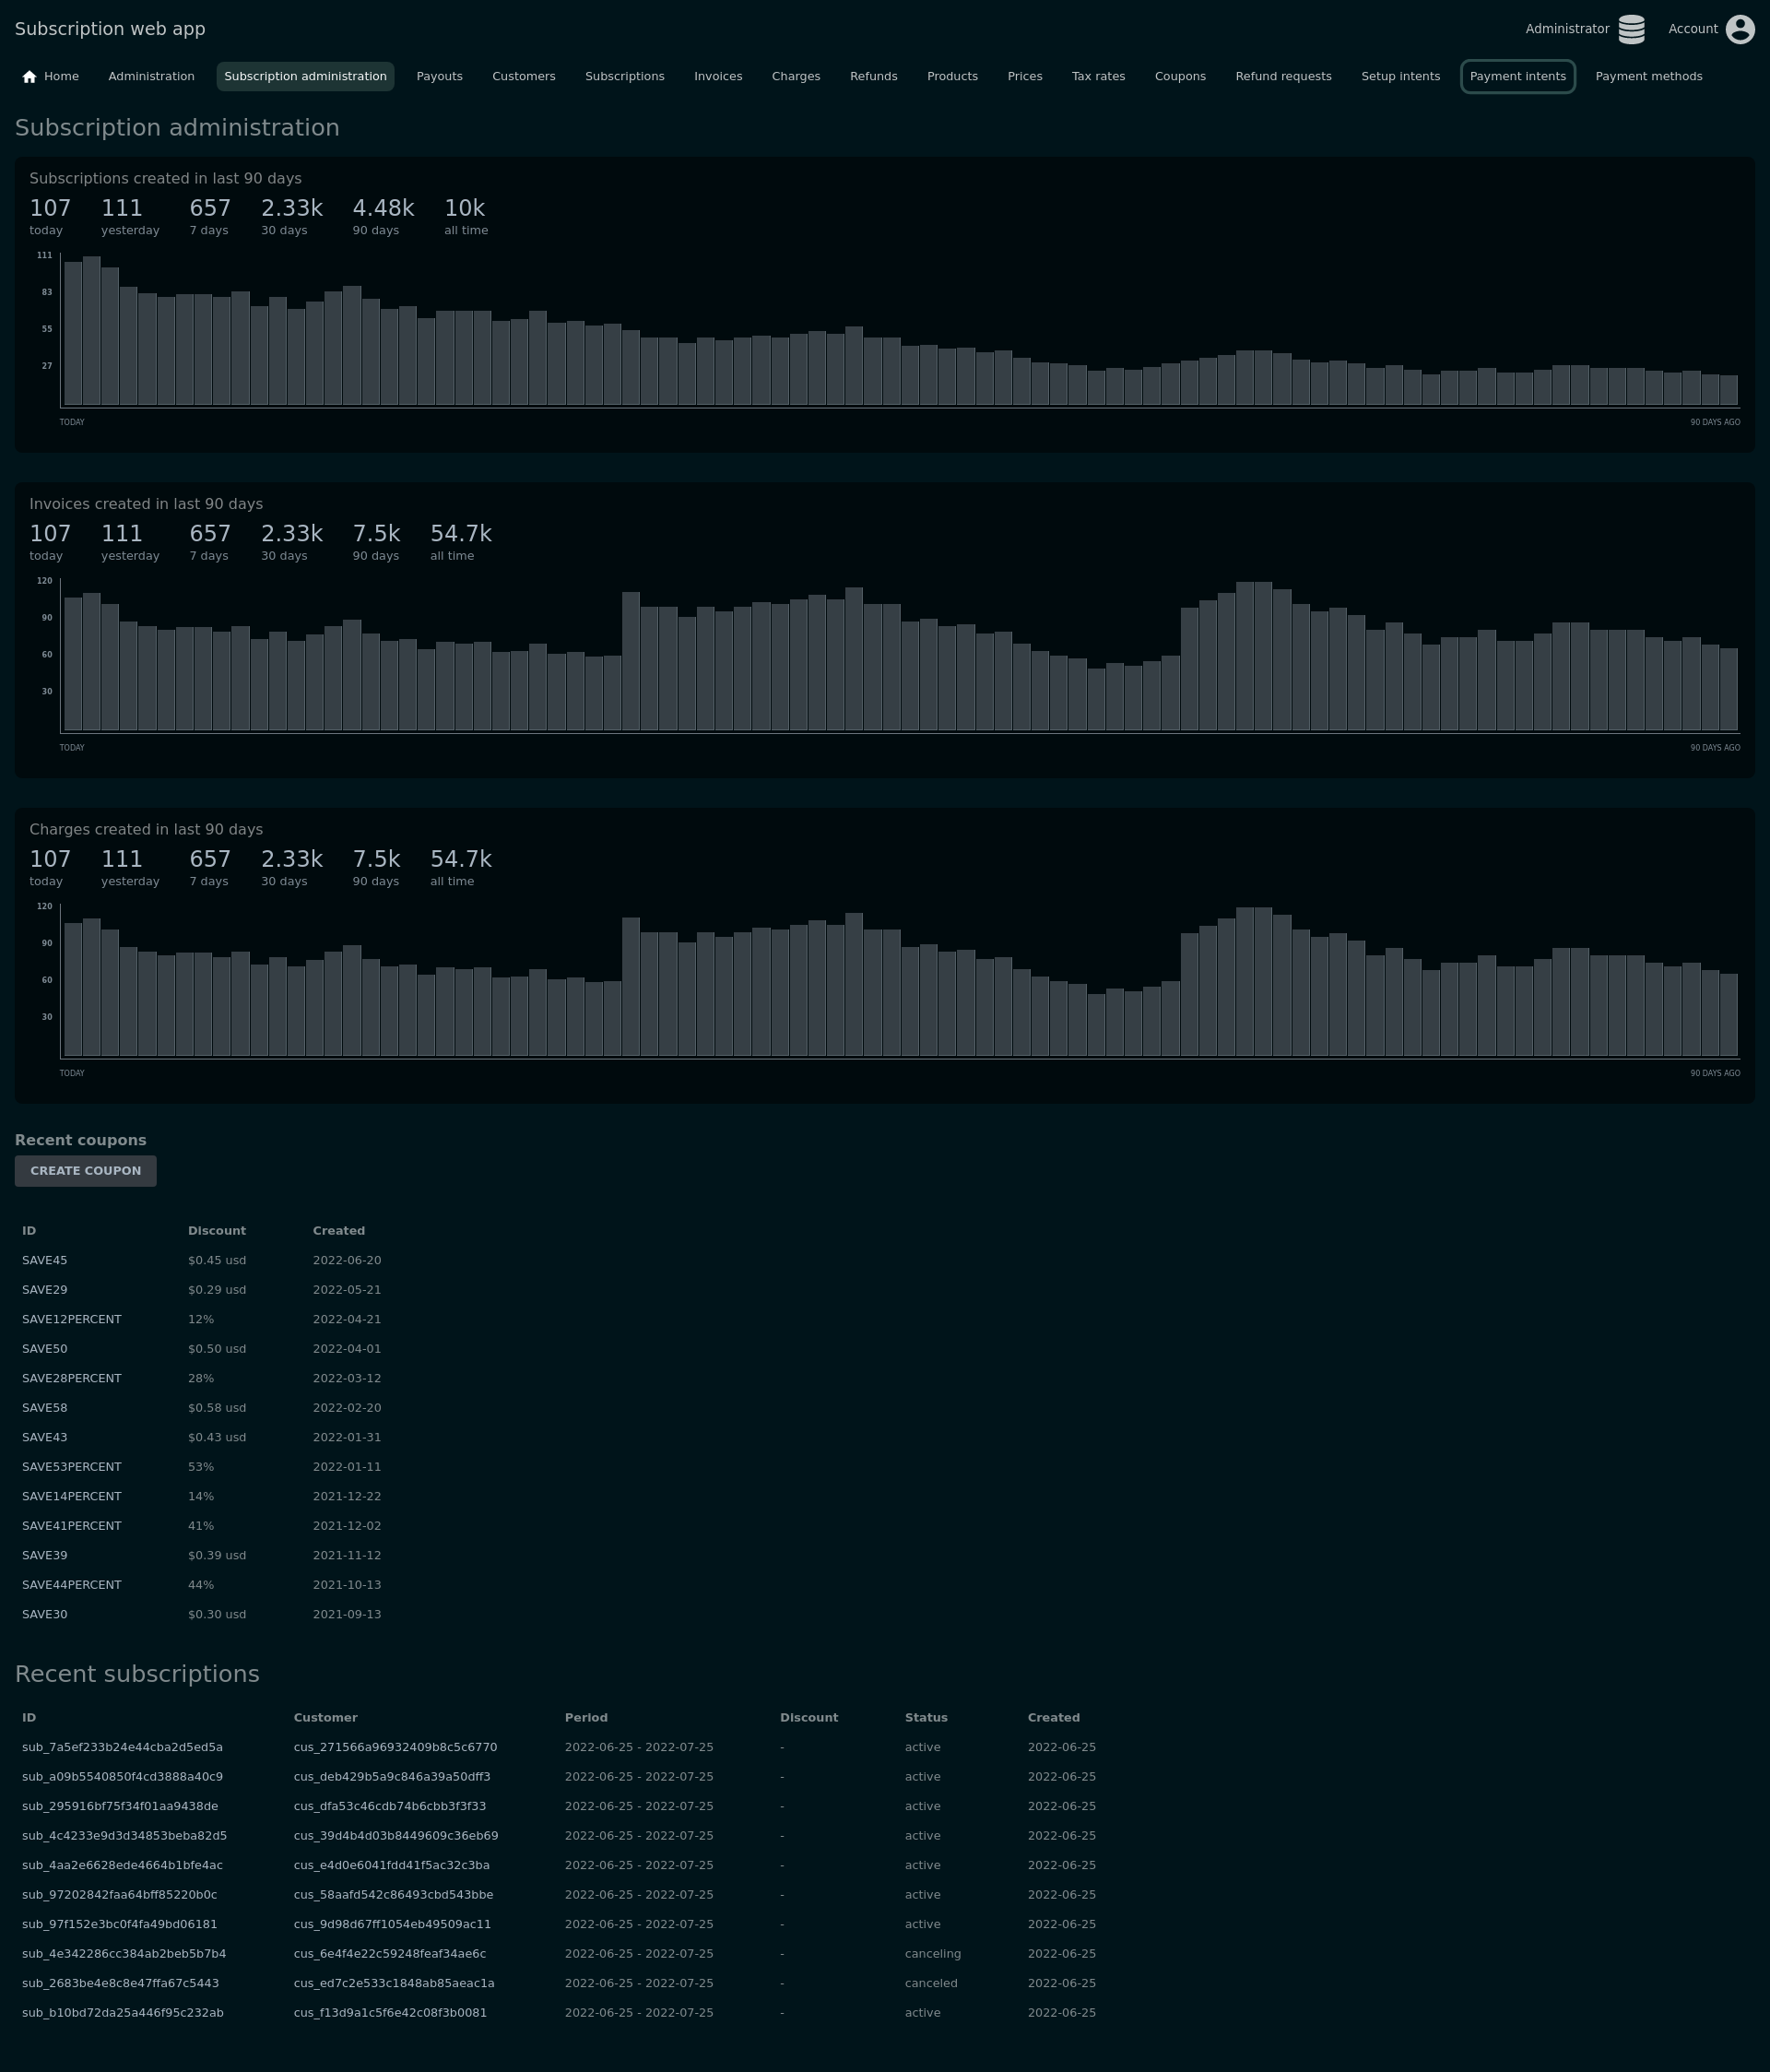 Subscription web app
Administrator Account
Home Administration Subscription administration Payouts Customers Subscriptions Invoices Charges Refunds Products Prices Tax rates Coupons Refund requests Setup intents Payment intents Payment methods
Subscription administration
Subscriptions created in last 90 days
107 111 657 2.33k 4.48k 10k
today yesterday 7 days 30 days 90 days all time
111
83
55
27
TODAY 90 DAYS AGO
Invoices created in last 90 days
107 111 657 2.33k 7.5k 54.7k
today yesterday 7 days 30 days 90 days all time
120
90
60
30
TODAY 90 DAYS AGO
Charges created in last 90 days
107 111 657 2.33k 7.5k 54.7k
today yesterday 7 days 30 days 90 days all time
120
90
60
30
TODAY 90 DAYS AGO
Recent coupons
CREATE COUPON
ID Discount Created
SAVE45 $0.45 usd 2022-06-20
SAVE29 $0.29 usd 2022-05-21
SAVE12PERCENT 12% 2022-04-21
SAVE50 $0.50 usd 2022-04-01
SAVE28PERCENT 28% 2022-03-12
SAVE58 $0.58 usd 2022-02-20
SAVE43 $0.43 usd 2022-01-31
SAVE53PERCENT 53% 2022-01-11
SAVE14PERCENT 14% 2021-12-22
SAVE41PERCENT 41% 2021-12-02
SAVE39 $0.39 usd 2021-11-12
SAVE44PERCENT 44% 2021-10-13
SAVE30 $0.30 usd 2021-09-13
Recent subscriptions
ID Customer Period Discount Status Created
sub_7a5ef233b24e44cba2d5ed5a cus_271566a96932409b8c5c6770 2022-06-25 - 2022-07-25 - active 2022-06-25
sub_a09b5540850f4cd3888a40c9 cus_deb429b5a9c846a39a50dff3 2022-06-25 - 2022-07-25 - active 2022-06-25
sub_295916bf75f34f01aa9438de cus_dfa53c46cdb74b6cbb3f3f33 2022-06-25 - 2022-07-25 - active 2022-06-25
sub_4c4233e9d3d34853beba82d5 cus_39d4b4d03b8449609c36eb69 2022-06-25 - 2022-07-25 - active 2022-06-25
sub_4aa2e6628ede4664b1bfe4ac cus_e4d0e6041fdd41f5ac32c3ba 2022-06-25 - 2022-07-25 - active 2022-06-25
sub_97202842faa64bff85220b0c cus_58aafd542c86493cbd543bbe 2022-06-25 - 2022-07-25 - active 2022-06-25
sub_97f152e3bc0f4fa49bd06181 cus_9d98d67ff1054eb49509ac11 2022-06-25 - 2022-07-25 - active 2022-06-25
sub_4e342286cc384ab2beb5b7b4 cus_6e4f4e22c59248feaf34ae6c 2022-06-25 - 2022-07-25 - canceling 2022-06-25
sub_2683be4e8c8e47ffa67c5443 cus_ed7c2e533c1848ab85aeac1a 2022-06-25 - 2022-07-25 - canceled 2022-06-25
sub_b10bd72da25a446f95c232ab cus_f13d9a1c5f6e42c08f3b0081 2022-06-25 - 2022-07-25 - active 2022-06-25